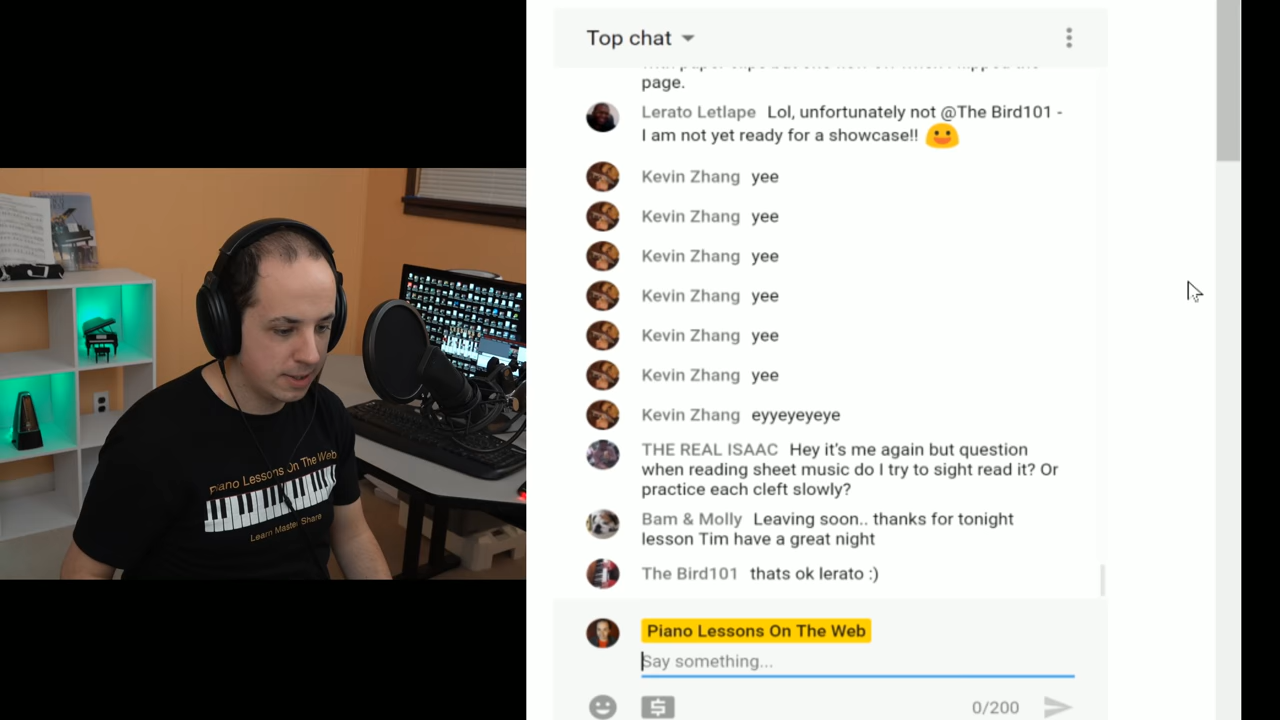 Top chat
page.
Lerato Letlape Lol, unfortunately not @The Bird101 -
I am not yet ready for a showcase!!
Kevin Zhang yee
Kevin Zhang yee
Kevin Zhang yee
Kevin Zhang yee
Kevin Zhang yee
Kevin Zhang yee
Kevin Zhang eyyeyeyeye
THE REAL ISAAC Hey it's me again but question
when reading sheet music do I try to sight read it? Or
practice each cleft slowly?
Bam & Molly Leaving soon.. thanks for tonight
lesson Tim have a great night
The Bird101 thats ok lerato :)
Piano Lessons On The Web
Say something...
0/200
Piano Lessons On The Web
Learn Master Share